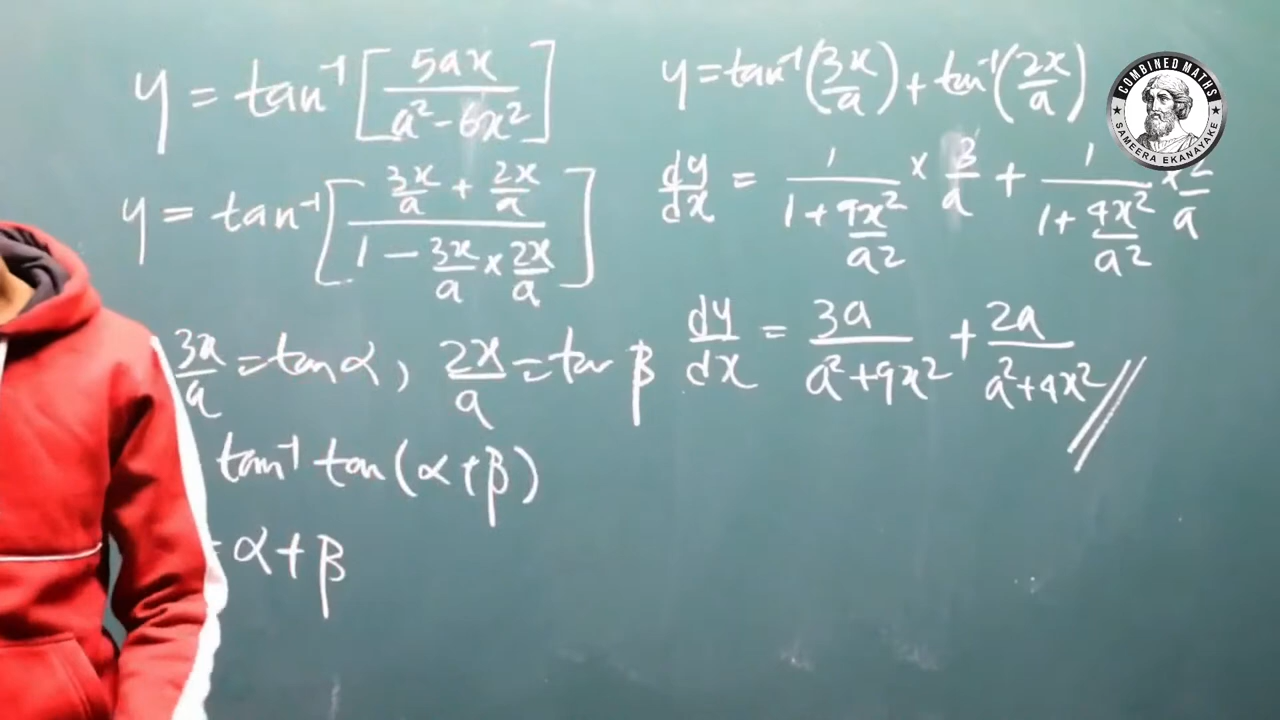 y = tan⁻¹ [ 5ax / (a² - 6x²) ]
y = tan⁻¹ [ (3x/a + 2x/a) / (1 - 3x/a × 2x/a) ]
3x/a = tan α, 2x/a = tan β
tan⁻¹ tan(α+β)
= α+β
y = tan⁻¹(3x/a) + tan⁻¹(2x/a)
dy/dx = 1/(1 + 9x²/a²) × 3/a + 1/(1 + 4x²/a²) × 2/a
dy/dx = 3a/(a²+9x²) + 2a/(a²+4x²) //
COMBINED MATHS
SAMEERA EKANAYAKE